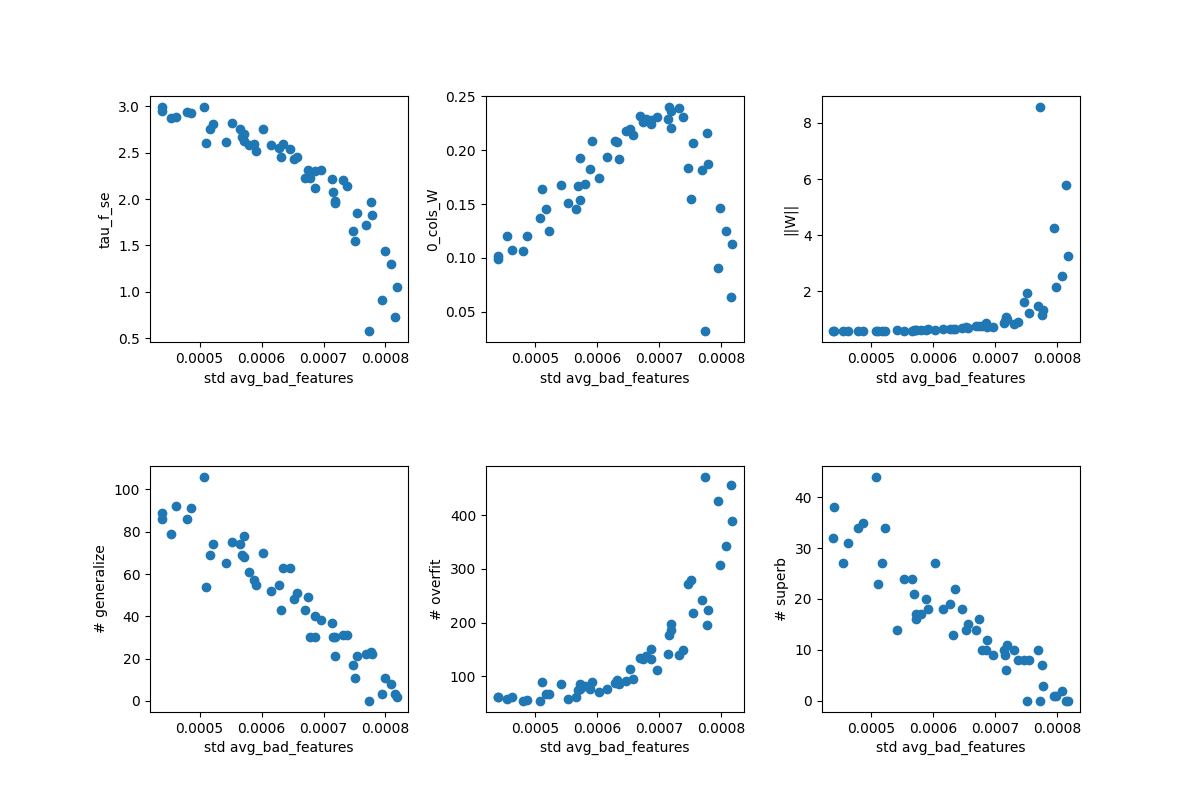 tau_f_se
3.0
2.5
2.0
1.5
1.0
0.5
0.0005 0.0006 0.0007 0.0008
std avg_bad_features
0_cols_W
0.25
0.20
0.15
0.10
0.05
0.0005 0.0006 0.0007 0.0008
std avg_bad_features
||W||
8
6
4
2
0.0005 0.0006 0.0007 0.0008
std avg_bad_features
# generalize
100
80
60
40
20
0
0.0005 0.0006 0.0007 0.0008
std avg_bad_features
# overfit
400
300
200
100
0.0005 0.0006 0.0007 0.0008
std avg_bad_features
# superb
40
30
20
10
0
0.0005 0.0006 0.0007 0.0008
std avg_bad_features